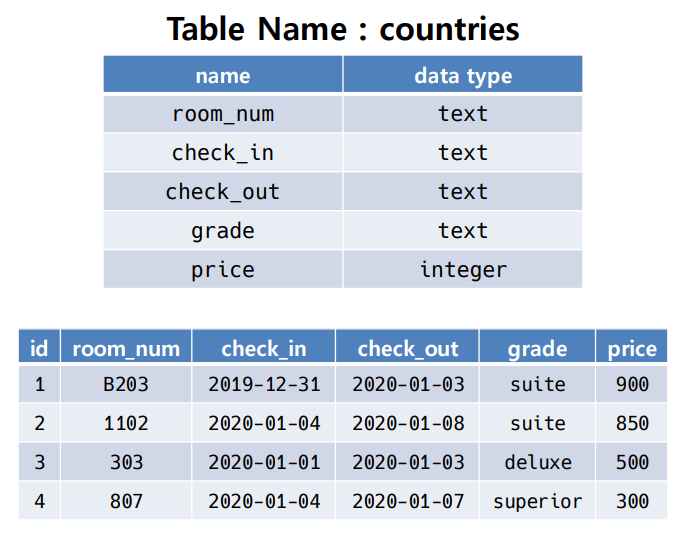 Table Name : countries
name data type
room_num text
check_in text
check_out text
grade text
price integer
id room_num check_in check_out grade price
1 B203 2019-12-31 2020-01-03 suite 900
2 1102 2020-01-04 2020-01-08 suite 850
3 303 2020-01-01 2020-01-03 deluxe 500
4 807 2020-01-04 2020-01-07 superior 300